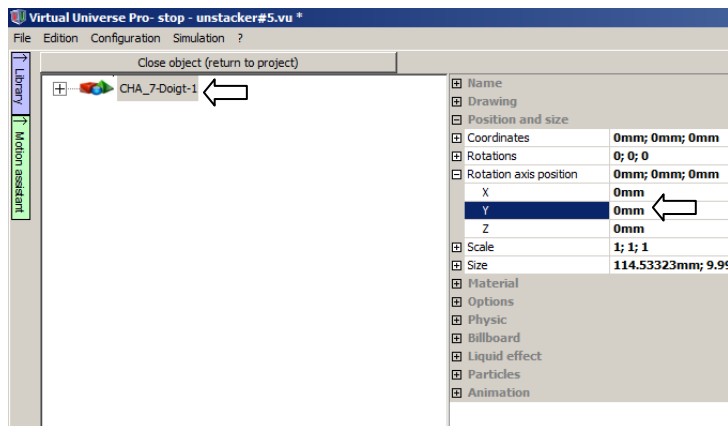 Virtual Universe Pro- stop - unstacker#5.vu *
File Edition Configuration Simulation ?
Close object (return to project)
Library
Motion assistant
CHA_7-Doigt-1
Name
Drawing
Position and size
Coordinates 0mm; 0mm; 0mm
Rotations 0; 0; 0
Rotation axis position 0mm; 0mm; 0mm
X 0mm
Y 0mm
Z 0mm
Scale 1; 1; 1
Size 114.53323mm; 9.99
Material
Options
Physic
Billboard
Liquid effect
Particles
Animation